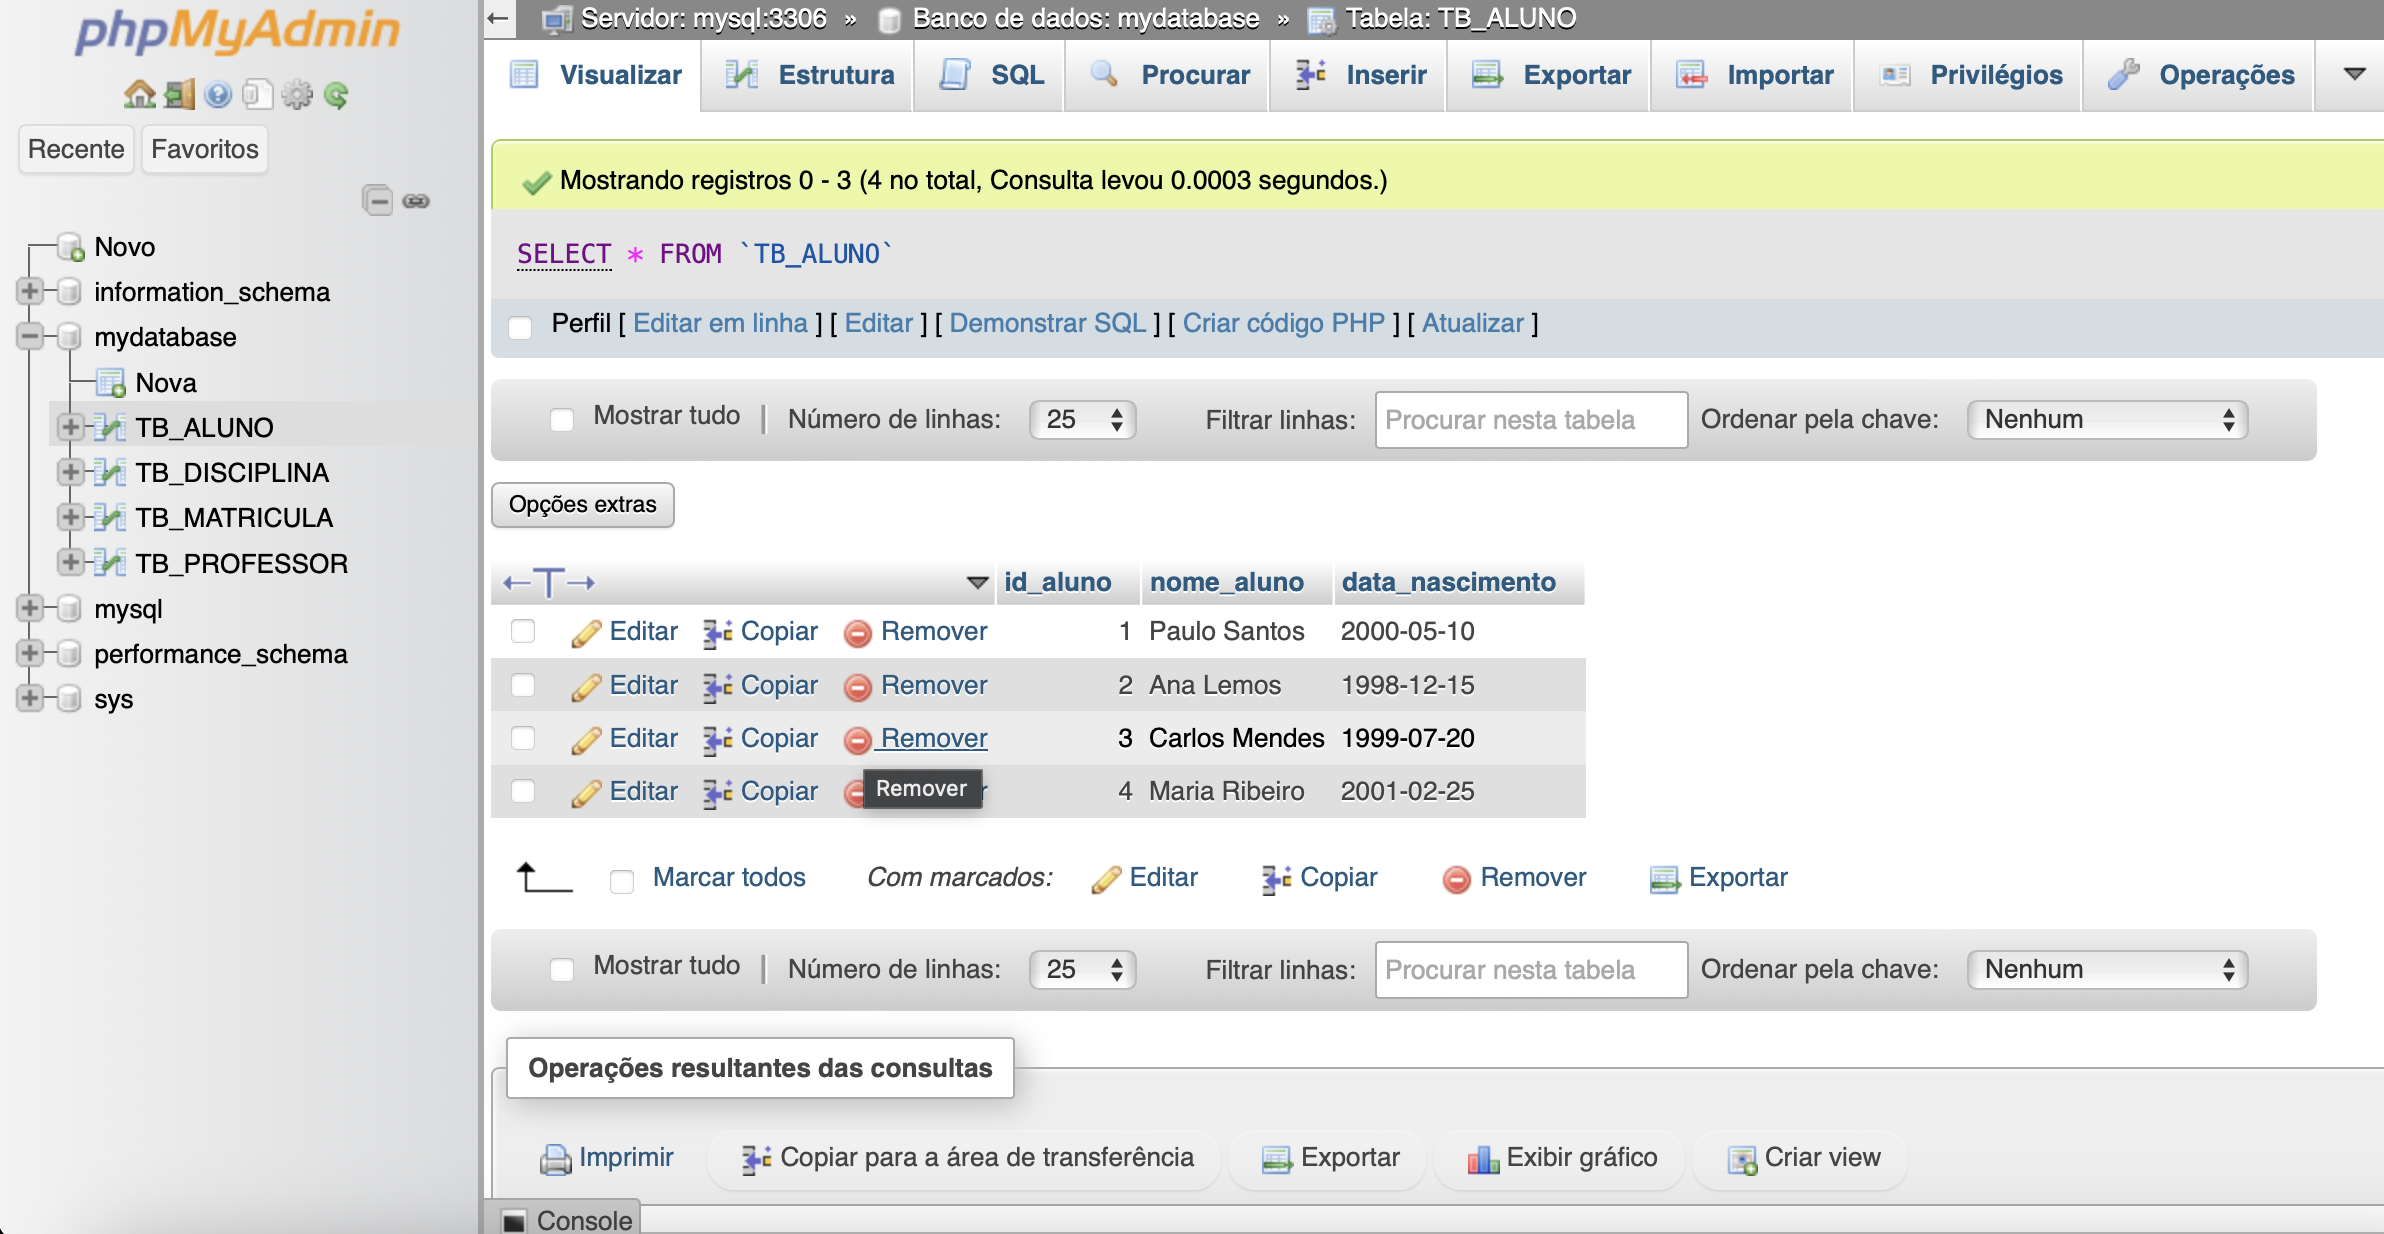 phpMyAdmin
Recente Favoritos
Novo
information_schema
mydatabase
Nova
TB_ALUNO
TB_DISCIPLINA
TB_MATRICULA
TB_PROFESSOR
mysql
performance_schema
sys
Servidor: mysql:3306 » Banco de dados: mydatabase » Tabela: TB_ALUNO
Visualizar Estrutura SQL Procurar Inserir Exportar Importar Privilégios Operações
Mostrando registros 0 - 3 (4 no total, Consulta levou 0.0003 segundos.)
SELECT * FROM `TB_ALUNO`
Perfil [ Editar em linha ] [ Editar ] [ Demonstrar SQL ] [ Criar código PHP ] [ Atualizar ]
Mostrar tudo | Número de linhas: 25 Filtrar linhas: Procurar nesta tabela Ordenar pela chave: Nenhum
Opções extras
←T→ id_aluno nome_aluno data_nascimento
Editar Copiar Remover 1 Paulo Santos 2000-05-10
Editar Copiar Remover 2 Ana Lemos 1998-12-15
Editar Copiar Remover 3 Carlos Mendes 1999-07-20
Editar Copiar Remover 4 Maria Ribeiro 2001-02-25
Marcar todos Com marcados: Editar Copiar Remover Exportar
Mostrar tudo | Número de linhas: 25 Filtrar linhas: Procurar nesta tabela Ordenar pela chave: Nenhum
Operações resultantes das consultas
Imprimir Copiar para a área de transferência Exportar Exibir gráfico Criar view
Console